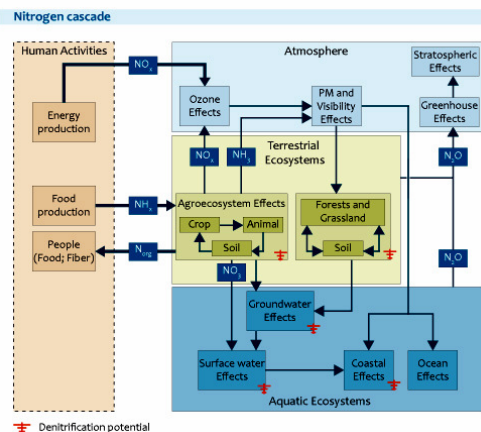 Nitrogen cascade
Human Activities
NOx
Atmosphere
Stratospheric
Effects
Energy
production
Ozone
Effects
PM and
Visibility
Effects
Greenhouse
Effects
NOx
NH3
Terrestrial
Ecosystems
N2O
Food
production
NHx
Agroecosystem Effects
Crop
Animal
Soil
Forests and
Grassland
Soil
People
(Food; Fiber)
Norg
NO3
N2O
Groundwater
Effects
Surface water
Effects
Coastal
Effects
Ocean
Effects
Aquatic Ecosystems
Denitrification potential